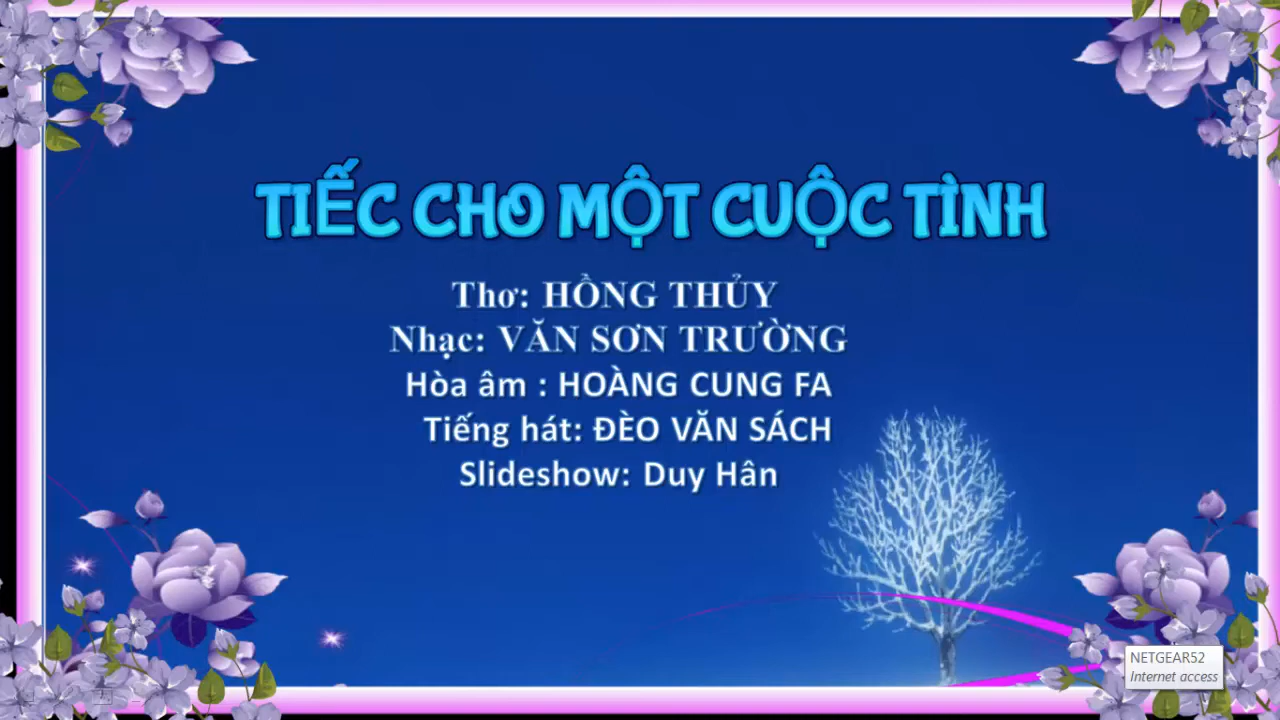 TIẾC CHO MỘT CUỘC TÌNH
Thơ: HỒNG THỦY
Nhạc: VĂN SƠN TRƯỜNG
Hòa âm : HOÀNG CUNG FA
Tiếng hát: ĐÈO VĂN SÁCH
Slideshow: Duy Hân
NETGEAR52
Internet access